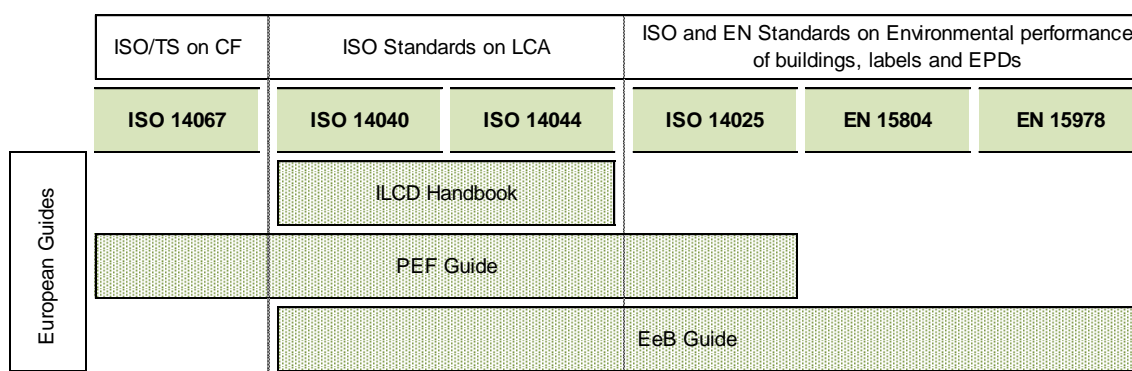 ISO/TS on CF
ISO Standards on LCA
ISO and EN Standards on Environmental performance
of buildings, labels and EPDs
ISO 14067
ISO 14040
ISO 14044
ISO 14025
EN 15804
EN 15978
European Guides
ILCD Handbook
PEF Guide
EeB Guide